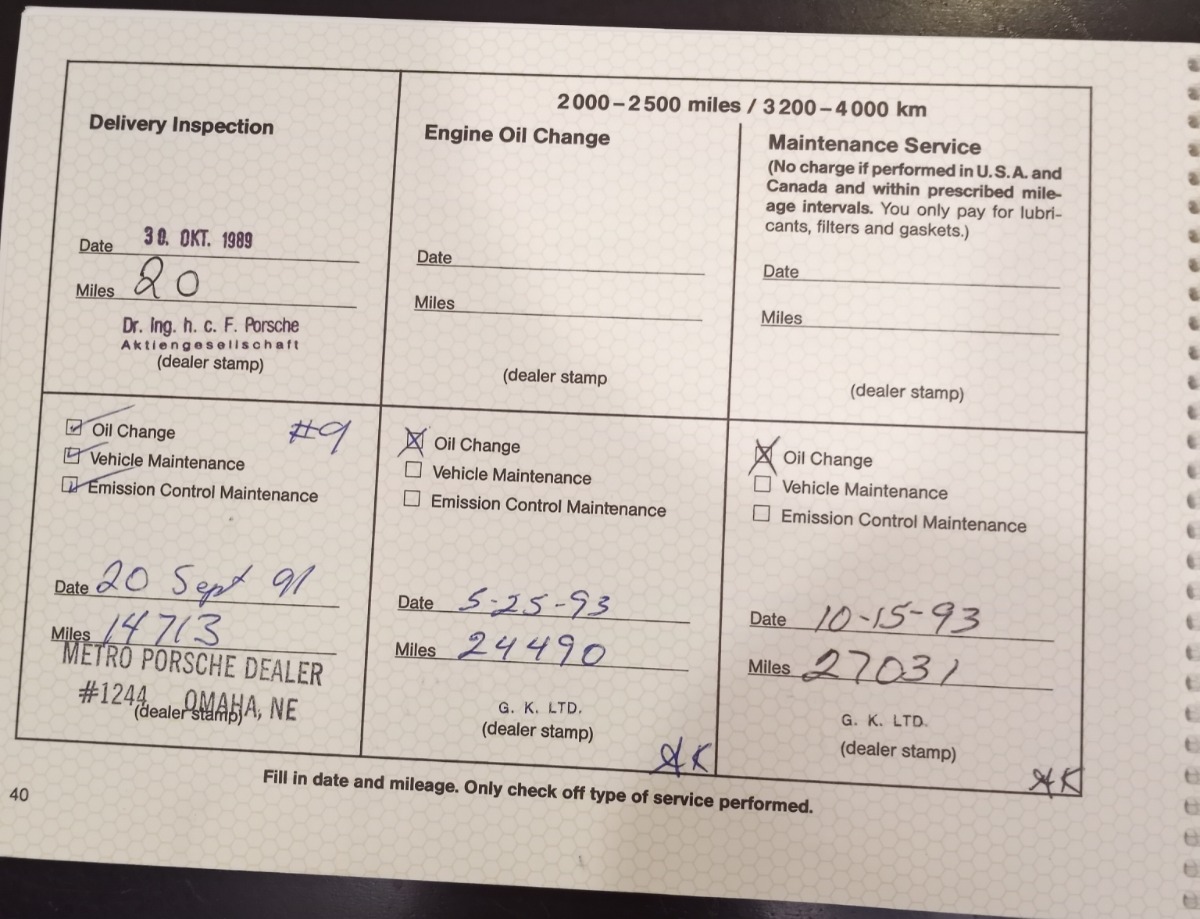 Delivery Inspection
Date 30. OKT. 1989
Miles 20
Dr. Ing. h. c. F. Porsche
Aktiengesellschaft
(dealer stamp)
2000–2500 miles / 3200–4000 km
Engine Oil Change
Date
Miles
(dealer stamp
Maintenance Service
(No charge if performed in U.S.A. and
Canada and within prescribed mile-
age intervals. You only pay for lubri-
cants, filters and gaskets.)
Date
Miles
(dealer stamp)
Oil Change #9
Vehicle Maintenance
Emission Control Maintenance
Date 20 Sept 91
Miles 14713
METRO PORSCHE DEALER
#1244 OMAHA, NE
(dealer stamp)
Oil Change
Vehicle Maintenance
Emission Control Maintenance
Date 5-25-93
Miles 24490
G. K. LTD.
(dealer stamp)
AK
Oil Change
Vehicle Maintenance
Emission Control Maintenance
Date 10-15-93
Miles 27031
G. K. LTD.
(dealer stamp)
AK
Fill in date and mileage. Only check off type of service performed.
40